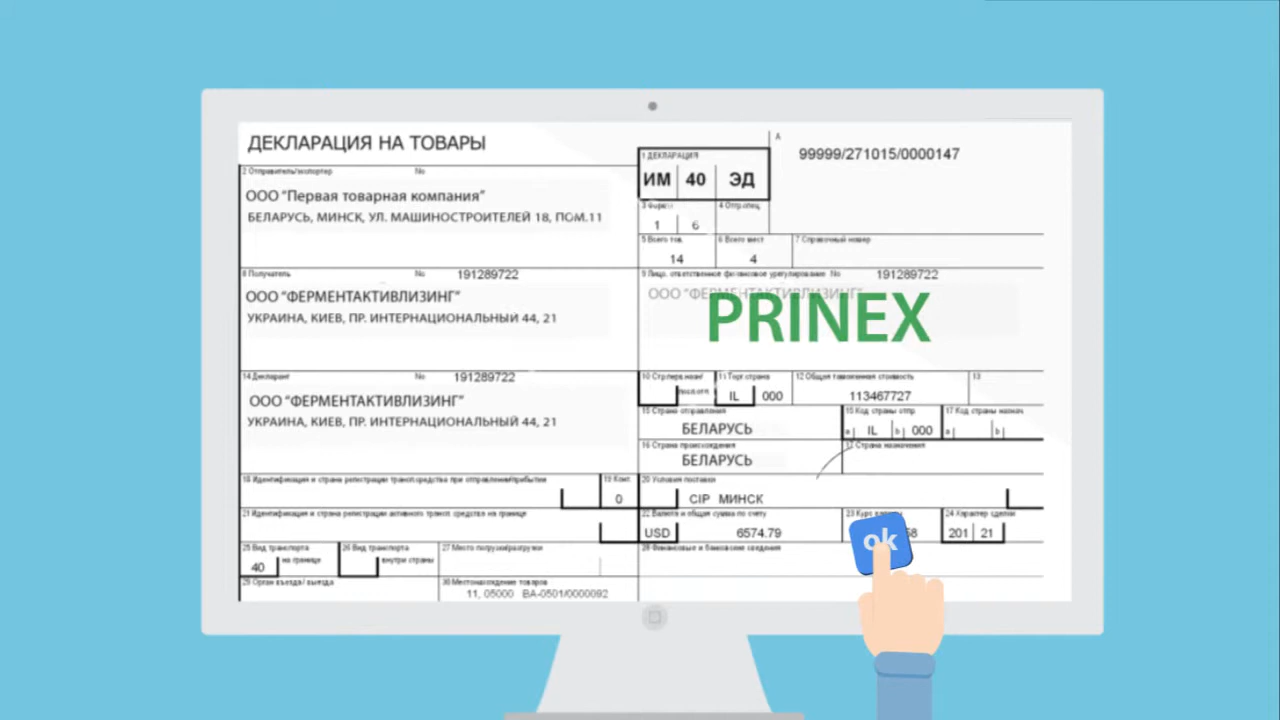 ДЕКЛАРАЦИЯ НА ТОВАРЫ
1 ДЕКЛАРАЦИЯ
А
99999/271015/0000147
ИМ 40 ЭД
2 Отправитель/экспортер No
ООО "Первая товарная компания"
БЕЛАРУСЬ, МИНСК, УЛ. МАШИНОСТРОИТЕЛЕЙ 18, ПОМ.11
3 Формы 4 Отгр.спец.
1 6
5 Всего тов. 6 Всего мест 7 Справочный номер
14 4
8 Получатель No 191289722
ООО "ФЕРМЕНТАКТИВЛИЗИНГ"
УКРАИНА, КИЕВ, ПР. ИНТЕРНАЦИОНАЛЬНЫЙ 44, 21
9 Лицо, ответственное за финансовое урегулирование No 191289722
ООО "ФЕРМЕНТАКТИВЛИЗИНГ"
PRINEX
14 Декларант No 191289722
ООО "ФЕРМЕНТАКТИВЛИЗИНГ"
УКРАИНА, КИЕВ, ПР. ИНТЕРНАЦИОНАЛЬНЫЙ 44, 21
11 Торг.страна 12 Общая таможенная стоимость 13
IL 000 113467727
15 Страна отправления
БЕЛАРУСЬ
15 Код страны отпр. 17 Код страны назнач.
a IL b 000 a b
16 Страна происхождения
БЕЛАРУСЬ
17 Страна назначения
18 Идентификация и страна регистрации трансп.средства при отправлении/прибытии
19 Конт.
0
20 Условия поставки
CIP МИНСК
21 Идентификация и страна регистрации активного трансп. средства на границе
22 Валюта и общая сумма по счету
USD 6574.79
23 Курс
58
24 Характер сделки
201 21
ok
25 Вид транспорта
40 на границе
26 Вид транспорта
внутри страны
27 Место погрузки/разгрузки
28 Финансовые и банковские сведения
29 Орган въезда/ выезда
30 Местонахождение товаров
11, 05000 BA-0501/0000092